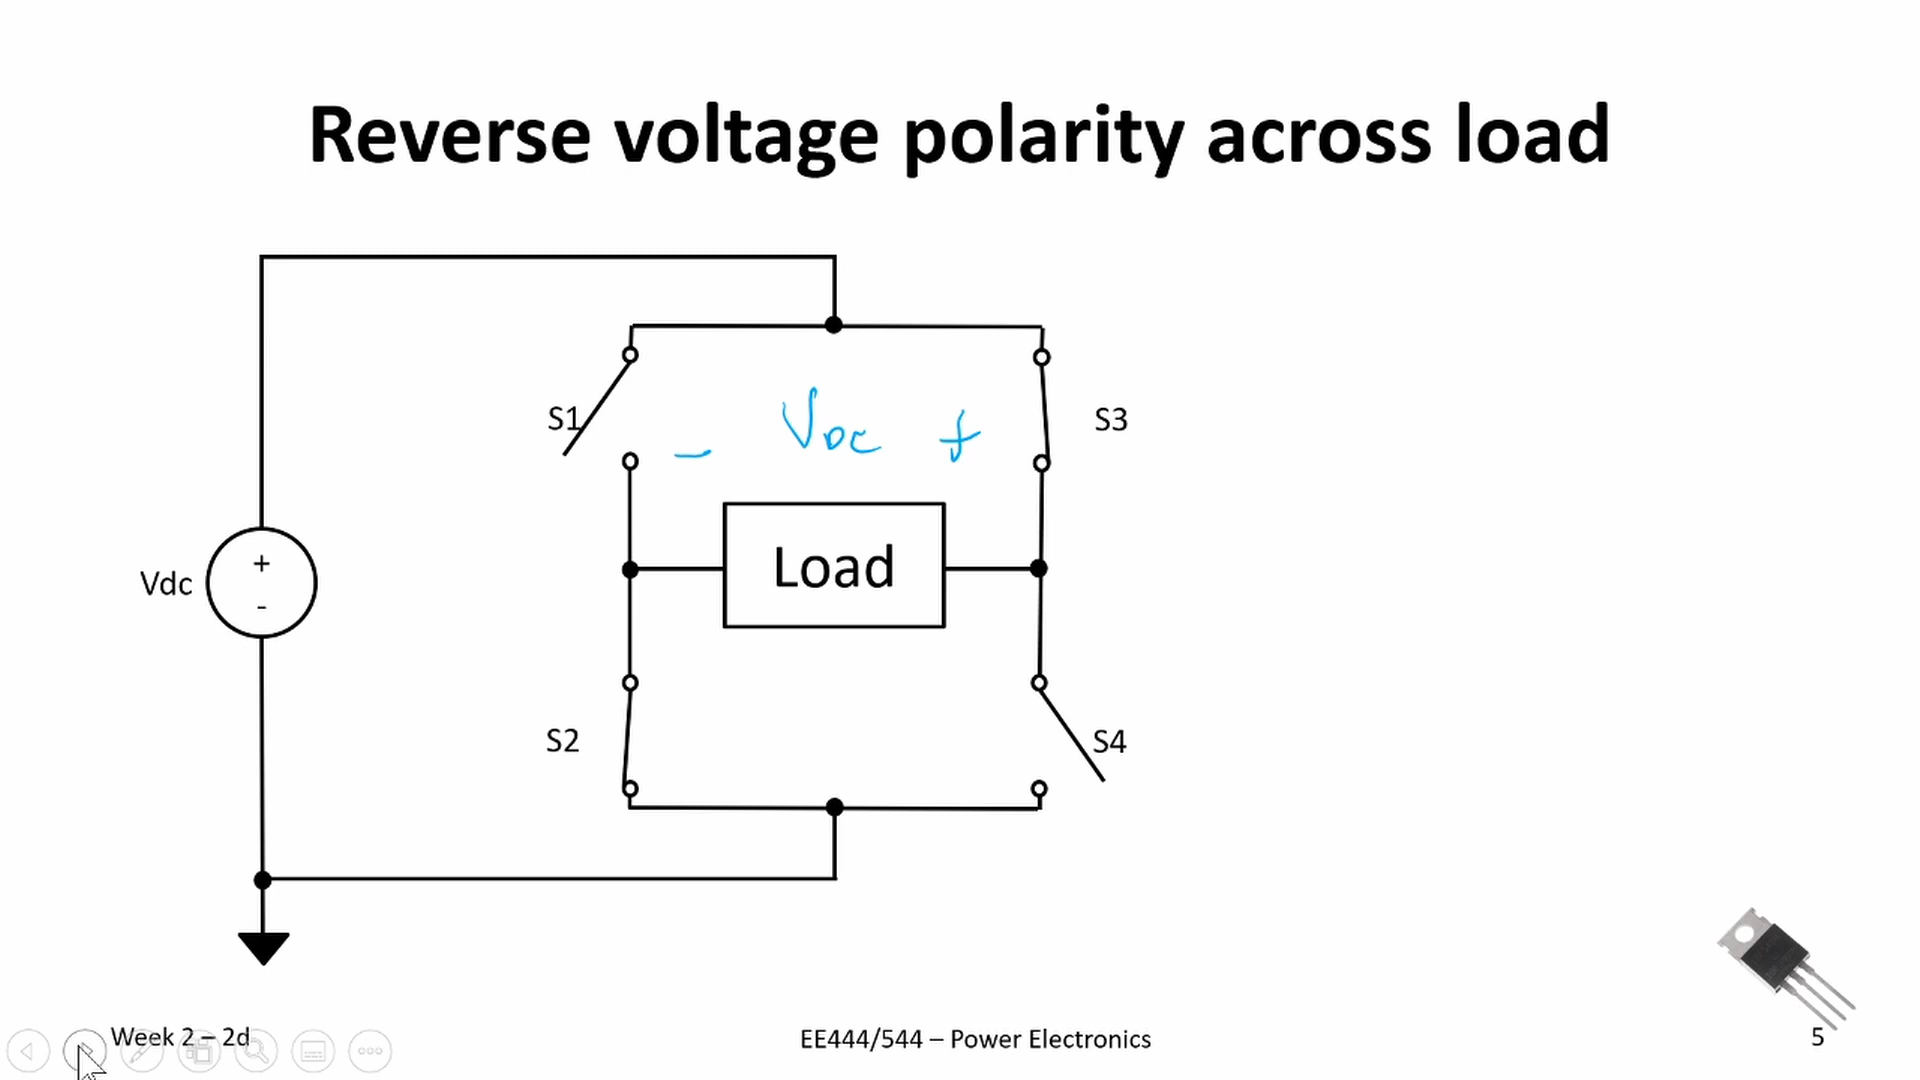 Reverse voltage polarity across load
S1
- VDC +
S3
Vdc
+
-
Load
S2
S4
Week 2 – 2d
EE444/544 – Power Electronics
5